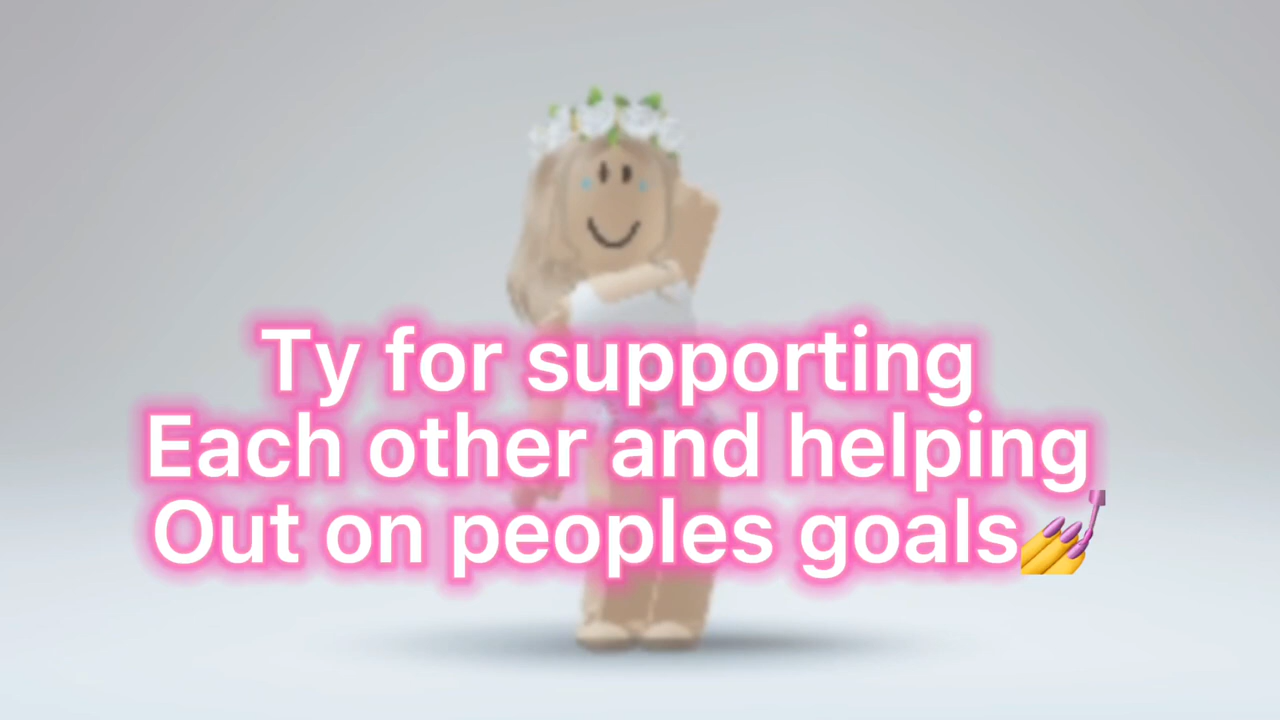 Ty for supporting
Each other and helping
Out on peoples goals💅